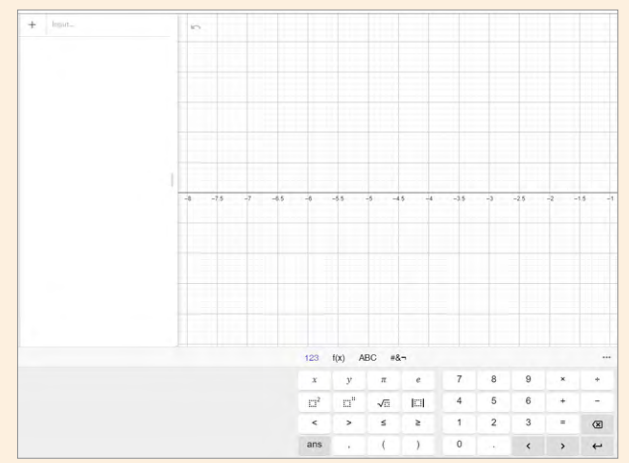 + Input...
-8 -7.5 -7 -6.5 -6 -5.5 -5 -4.5 -4 -3.5 -3 -2.5 -2 -1.5 -1
123 f(x) ABC #&¬ ...
x y π e 7 8 9 × ÷
□² □ⁿ √□ |□| 4 5 6 + −
< > ≤ ≥ 1 2 3 =
ans , ( ) 0 . < >